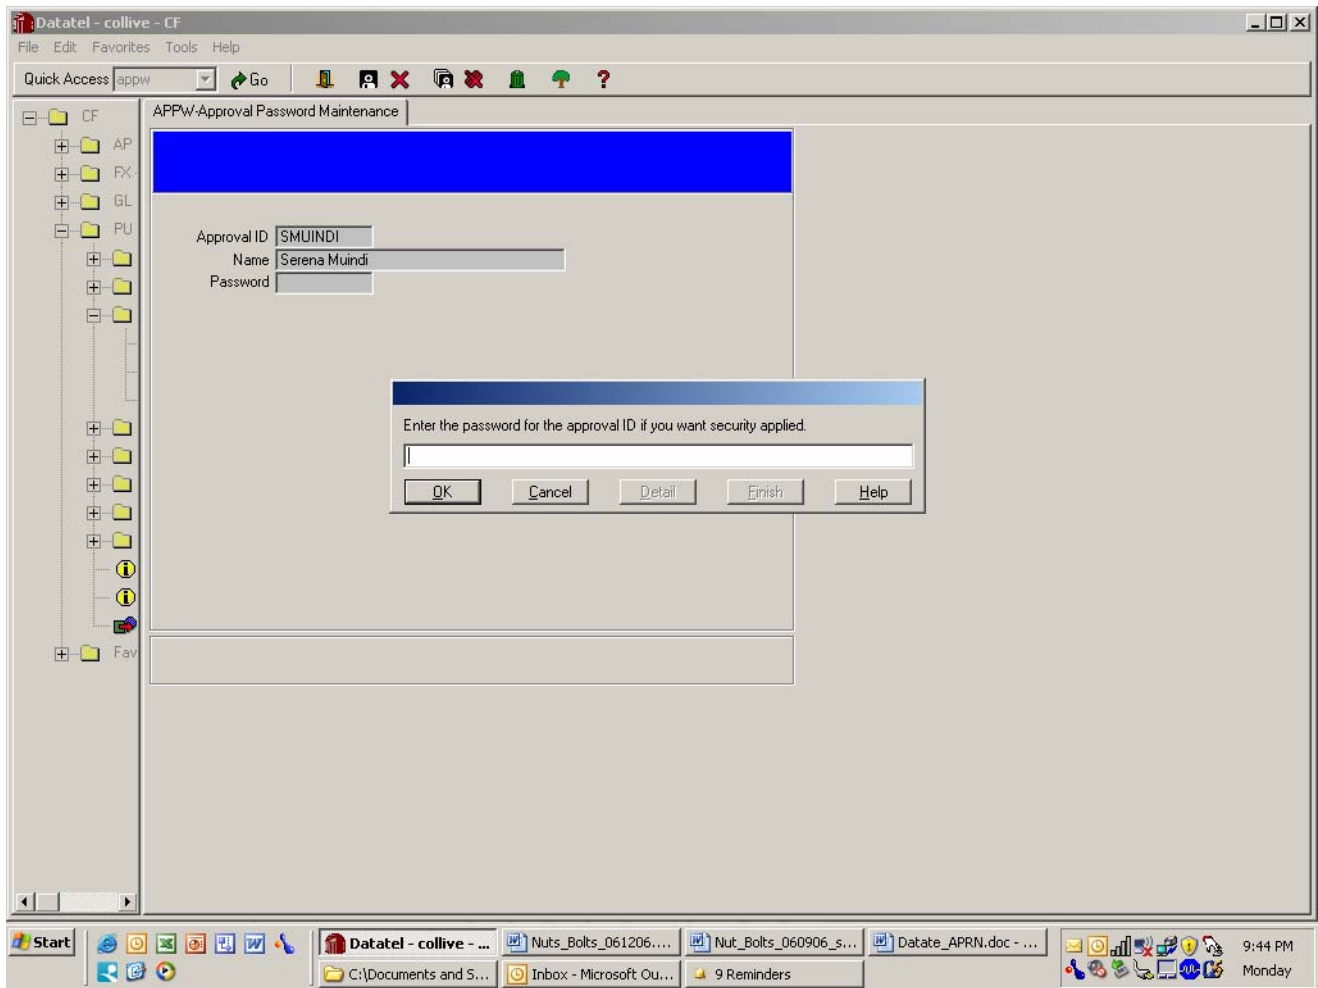 Datatel - collive - CF
File Edit Favorites Tools Help
Quick Access appw Go
APPW-Approval Password Maintenance
CF
AP
FX -
GL
PU
Approval ID SMUINDI
Name Serena Muindi
Password
Enter the password for the approval ID if you want security applied.
OK Cancel Detail Finish Help
Fav
Start Datatel - collive - ... Nuts_Bolts_061206.... Nut_Bolts_060906_s... Datate_APRN.doc - ... 9:44 PM
C:\Documents and S... Inbox - Microsoft Ou... 9 Reminders Monday